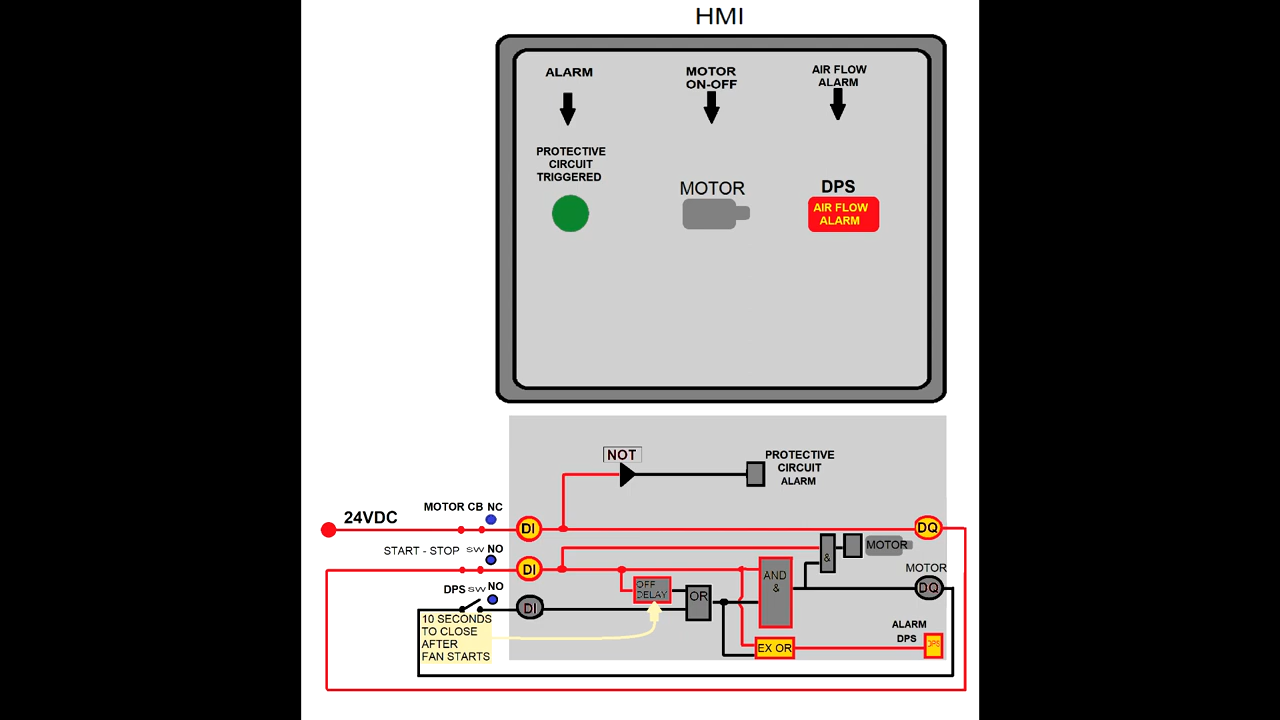 HMI
ALARM
MOTOR
ON-OFF
AIR FLOW
ALARM
PROTECTIVE
CIRCUIT
TRIGGERED
MOTOR
DPS
AIR FLOW
ALARM
NOT
PROTECTIVE
CIRCUIT
ALARM
MOTOR CB NC
24VDC
DI
DQ
START - STOP SW NO
DI
&
MOTOR
DPS SW NO
DI
OFF
DELAY
OR
AND
&
MOTOR
DQ
10 SECONDS
TO CLOSE
AFTER
FAN STARTS
EX OR
ALARM
DPS
DPS